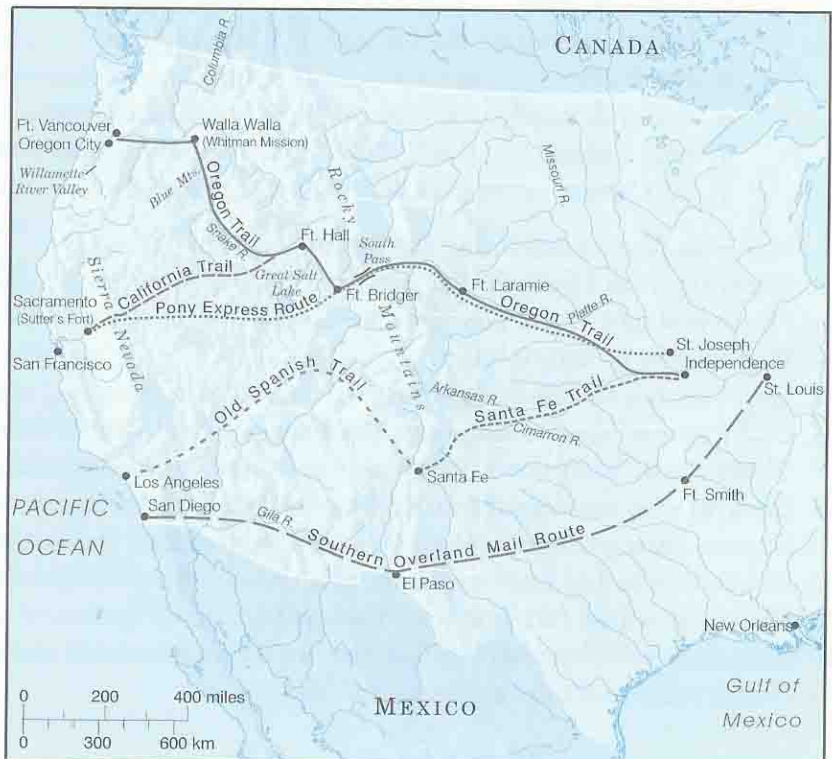 CANADA
Columbia R.
Ft. Vancouver
Oregon City
Walla Walla
(Whitman Mission)
Willamette
River Valley
Blue Mts.
Oregon Trail
Snake R.
Rocky
Mountains
Missouri R.
Ft. Hall
South
Pass
California Trail
Great Salt
Lake
Ft. Bridger
Ft. Laramie
Oregon Trail
Platte R.
Sierra
Nevada
Sacramento
(Sutter's Fort)
Pony Express Route
San Francisco
St. Joseph
Independence
St. Louis
Old Spanish Trail
Arkansas R.
Santa Fe Trail
Cimarron R.
Santa Fe
Los Angeles
San Diego
PACIFIC
OCEAN
Gila R.
Southern Overland Mail Route
Ft. Smith
El Paso
New Orleans
Gulf of
Mexico
MEXICO
0 200 400 miles
0 300 600 km